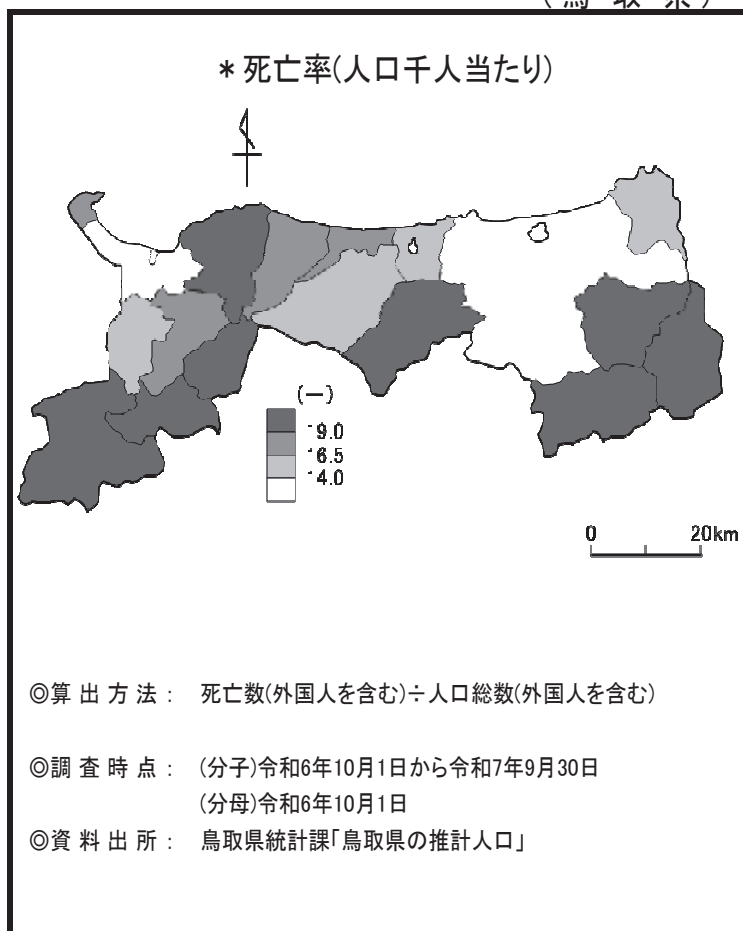 (鳥 取 県)
*死亡率(人口千人当たり)
(－)
9.0
6.5
4.0
0 20km
◎算 出 方 法 : 死亡数(外国人を含む)÷人口総数(外国人を含む)
◎調 査 時 点 : (分子)令和6年10月1日から令和7年9月30日
(分母)令和6年10月1日
◎資 料 出 所 : 鳥取県統計課「鳥取県の推計人口」